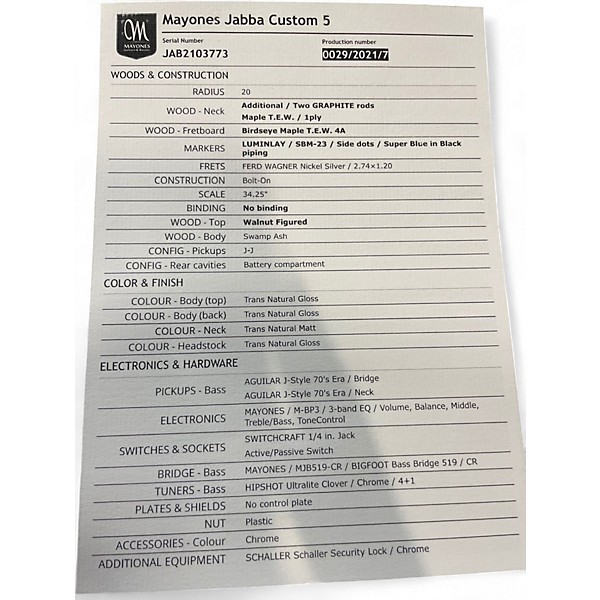 MAYONES
Mayones Jabba Custom 5
Serial Number Production number
JAB2103773 0029/2021/7
WOODS & CONSTRUCTION
RADIUS 20
WOOD - Neck Additional / Two GRAPHITE rods
Maple T.E.W. / 1ply
WOOD - Fretboard Birdseye Maple T.E.W. 4A
MARKERS LUMINLAY / SBM-23 / Side dots / Super Blue in Black
piping
FRETS FERD WAGNER Nickel Silver / 2.74×1.20
CONSTRUCTION Bolt-On
SCALE 34.25"
BINDING No binding
WOOD - Top Walnut Figured
WOOD - Body Swamp Ash
CONFIG - Pickups J-J
CONFIG - Rear cavities Battery compartment
COLOR & FINISH
COLOUR - Body (top) Trans Natural Gloss
COLOUR - Body (back) Trans Natural Gloss
COLOUR - Neck Trans Natural Matt
COLOUR - Headstock Trans Natural Gloss
ELECTRONICS & HARDWARE
PICKUPS - Bass AGUILAR J-Style 70's Era / Bridge
AGUILAR J-Style 70's Era / Neck
ELECTRONICS MAYONES / M-BP3 / 3-band EQ / Volume, Balance, Middle,
Treble/Bass, ToneControl
SWITCHES & SOCKETS SWITCHCRAFT 1/4 in. Jack
Active/Passive Switch
BRIDGE - Bass MAYONES / MJB519-CR / BIGFOOT Bass Bridge 519 / CR
TUNERS - Bass HIPSHOT Ultralite Clover / Chrome / 4+1
PLATES & SHIELDS No control plate
NUT Plastic
ACCESSORIES - Colour Chrome
ADDITIONAL EQUIPMENT SCHALLER Schaller Security Lock / Chrome